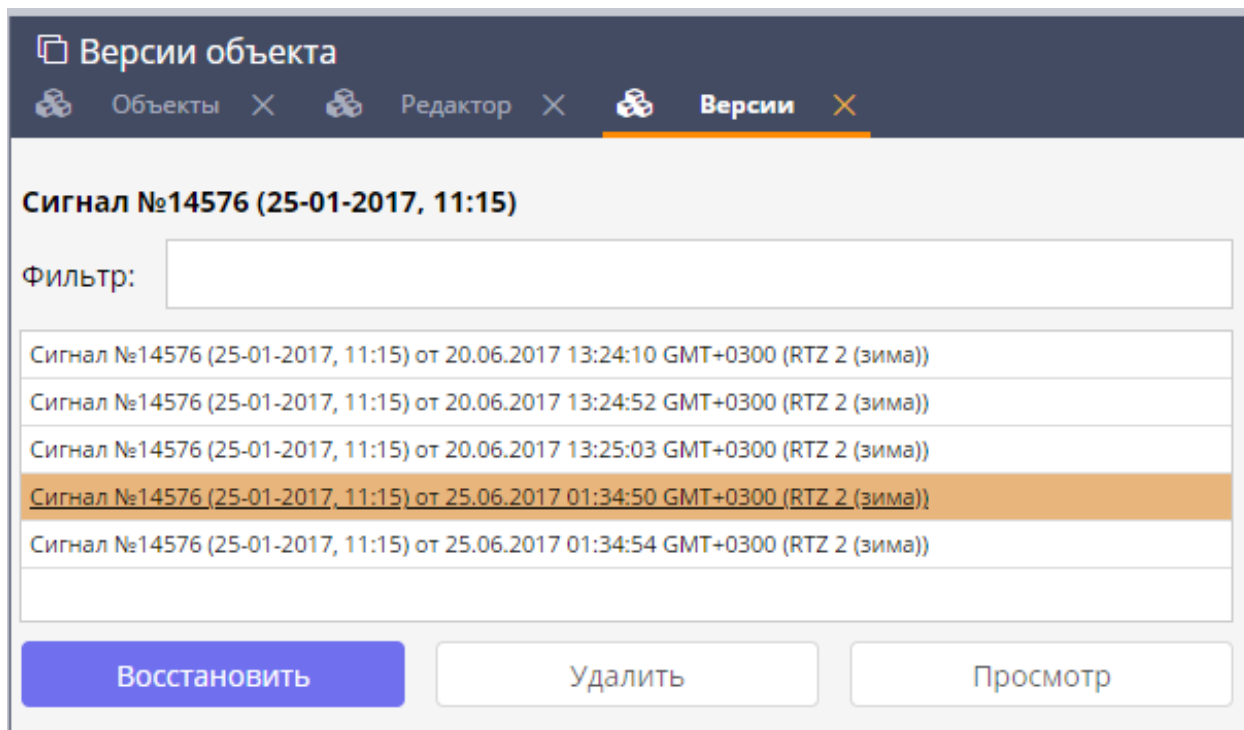 Версии объекта
Объекты Редактор Версии
Сигнал №14576 (25-01-2017, 11:15)
Фильтр:
Сигнал №14576 (25-01-2017, 11:15) от 20.06.2017 13:24:10 GMT+0300 (RTZ 2 (зима))
Сигнал №14576 (25-01-2017, 11:15) от 20.06.2017 13:24:52 GMT+0300 (RTZ 2 (зима))
Сигнал №14576 (25-01-2017, 11:15) от 20.06.2017 13:25:03 GMT+0300 (RTZ 2 (зима))
Сигнал №14576 (25-01-2017, 11:15) от 25.06.2017 01:34:50 GMT+0300 (RTZ 2 (зима))
Сигнал №14576 (25-01-2017, 11:15) от 25.06.2017 01:34:54 GMT+0300 (RTZ 2 (зима))
Восстановить Удалить Просмотр